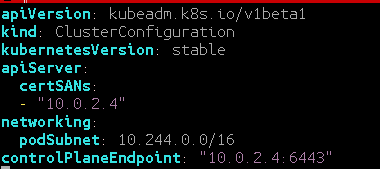 apiVersion: kubeadm.k8s.io/v1beta1
kind: ClusterConfiguration
kubernetesVersion: stable
apiServer:
  certSANs:
  - "10.0.2.4"
networking:
  podSubnet: 10.244.0.0/16
controlPlaneEndpoint: "10.0.2.4:6443"